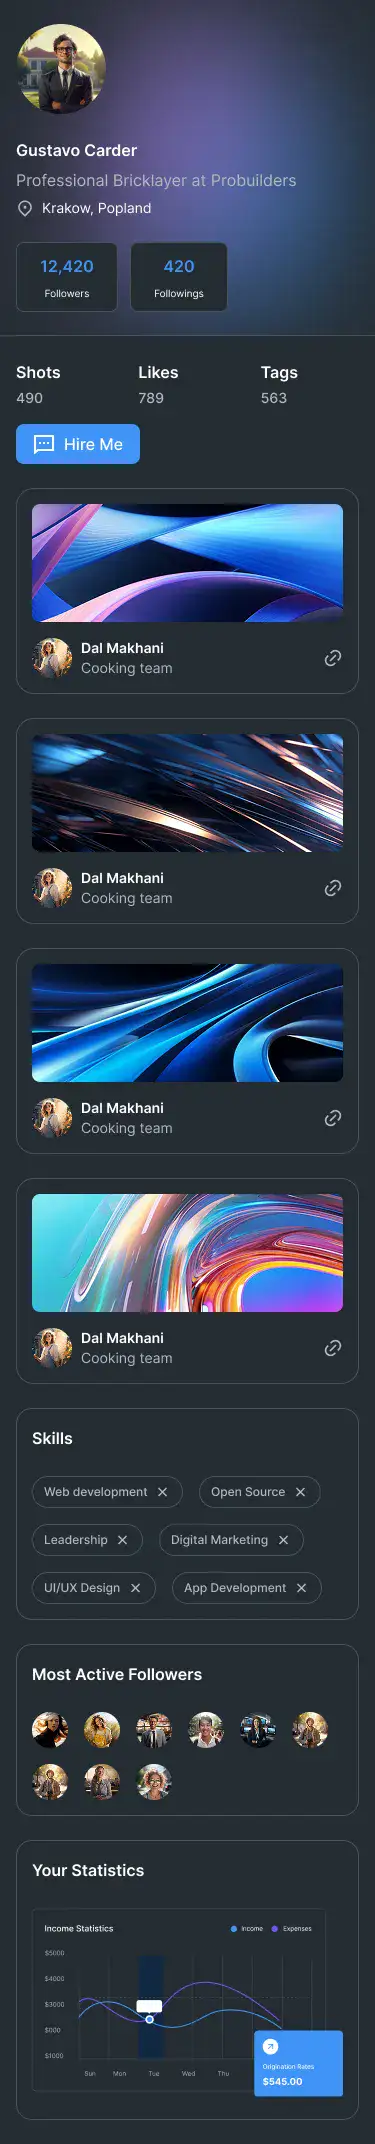 Gustavo Carder
Professional Bricklayer at Probuilders
Krakow, Popland
12,420
Followers
420
Followings
Shots
490
Likes
789
Tags
563
Hire Me
Dal Makhani
Cooking team
Dal Makhani
Cooking team
Dal Makhani
Cooking team
Dal Makhani
Cooking team
Skills
Web development
Open Source
Leadership
Digital Marketing
UI/UX Design
App Development
Most Active Followers
Your Statistics
Income Statistics
Income
Expenses
$5000
$4000
$3000
$000
$1000
Sun
Mon
Tue
Wed
Thu
Origination Rates
$545.00